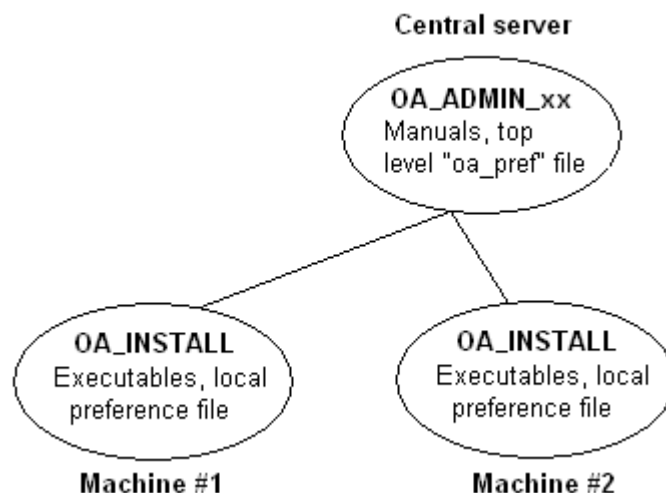 Central server
OA_ADMIN_xx
Manuals, top
level "oa_pref" file
OA_INSTALL
Executables, local
preference file
Machine #1
OA_INSTALL
Executables, local
preference file
Machine #2